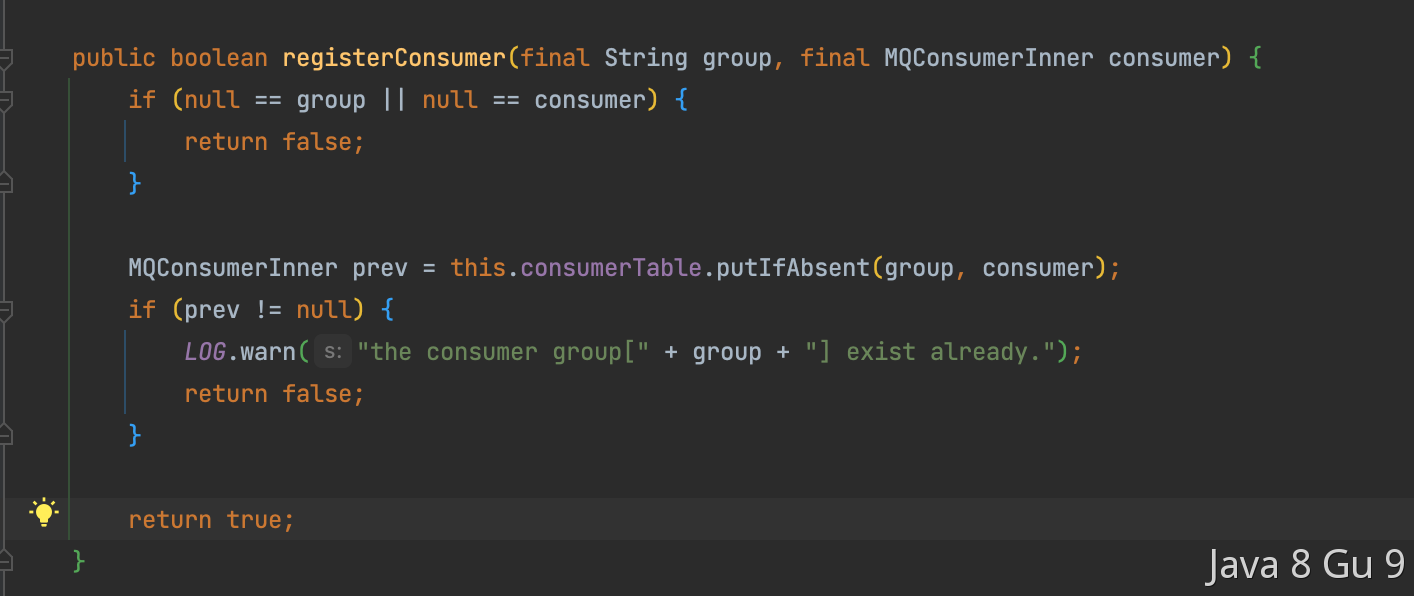 public boolean registerConsumer(final String group, final MQConsumerInner consumer) {
    if (null == group || null == consumer) {
        return false;
    }
    MQConsumerInner prev = this.consumerTable.putIfAbsent(group, consumer);
    if (prev != null) {
        LOG.warn( s: "the consumer group[" + group + "] exist already.");
        return false;
    }
    return true;
}
Java 8 Gu 9